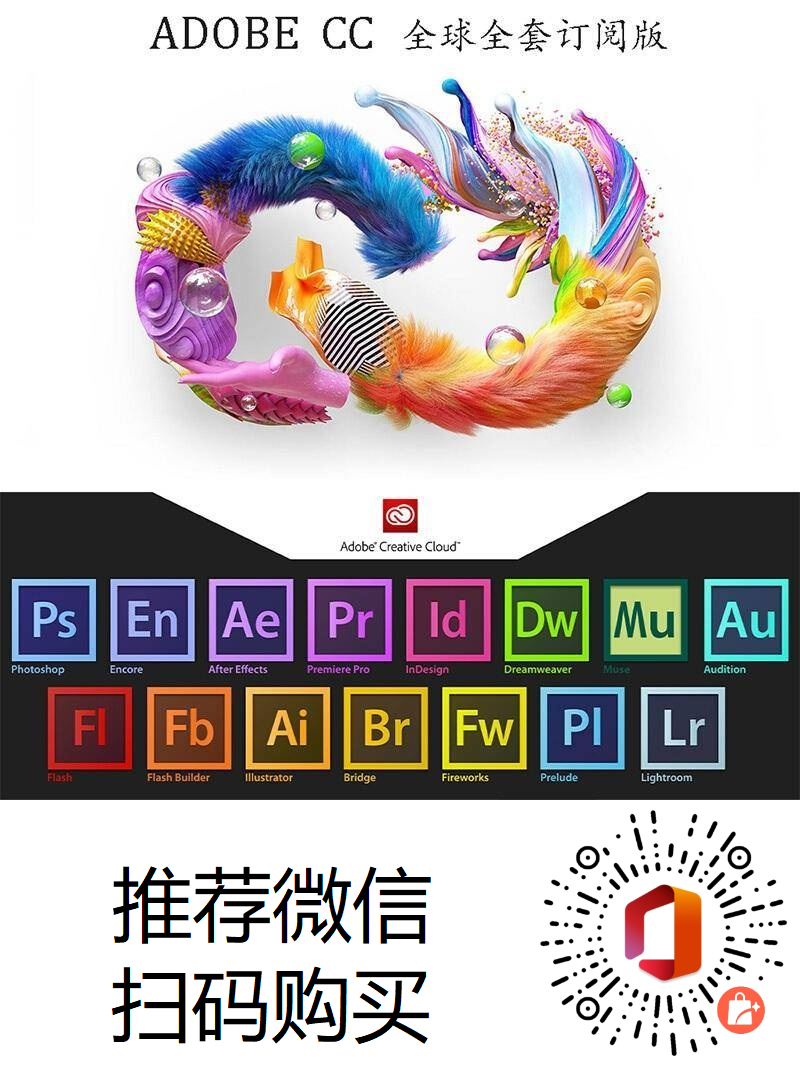 ADOBE CC 全球全套订阅版
Adobe® Creative Cloud™
Ps En Ae Pr Id Dw Mu Au
Photoshop Encore After Effects Premiere Pro InDesign Dreamweaver Muse Audition
Fl Fb Ai Br Fw Pl Lr
Flash Flash Builder Illustrator Bridge Fireworks Prelude Lightroom
推荐微信
扫码购买